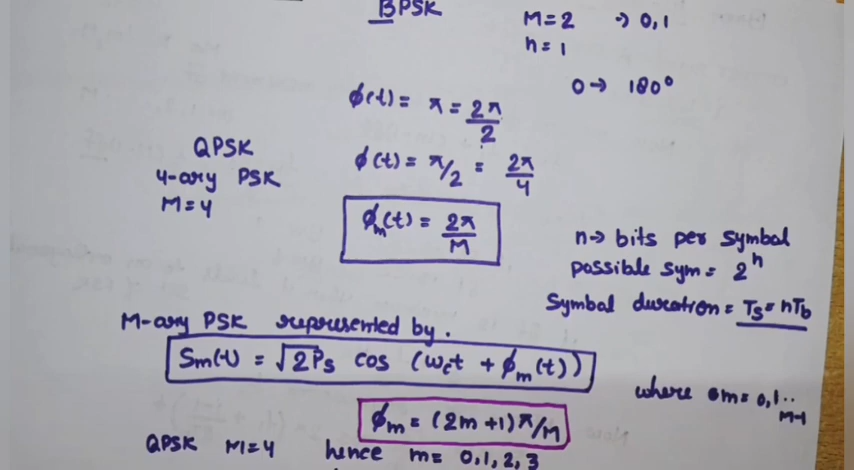 BPSK
M=2 → 0,1
n=1
0→ 180°
ϕ(t) = π = 2π/2
QPSK
4-ary PSK
M=4
ϕ(t) = π/2 = 2π/4
ϕm(t) = 2π/M
n→ bits per symbol
possible sym = 2^n
Symbol duration = Ts = nTb
M-ary PSK represented by.
Sm(t) = √2Ps cos (ωct + ϕm(t))
where m = 0,1.. M-1
ϕm = (2m+1)π/M
QPSK M=4 hence m= 0,1,2,3